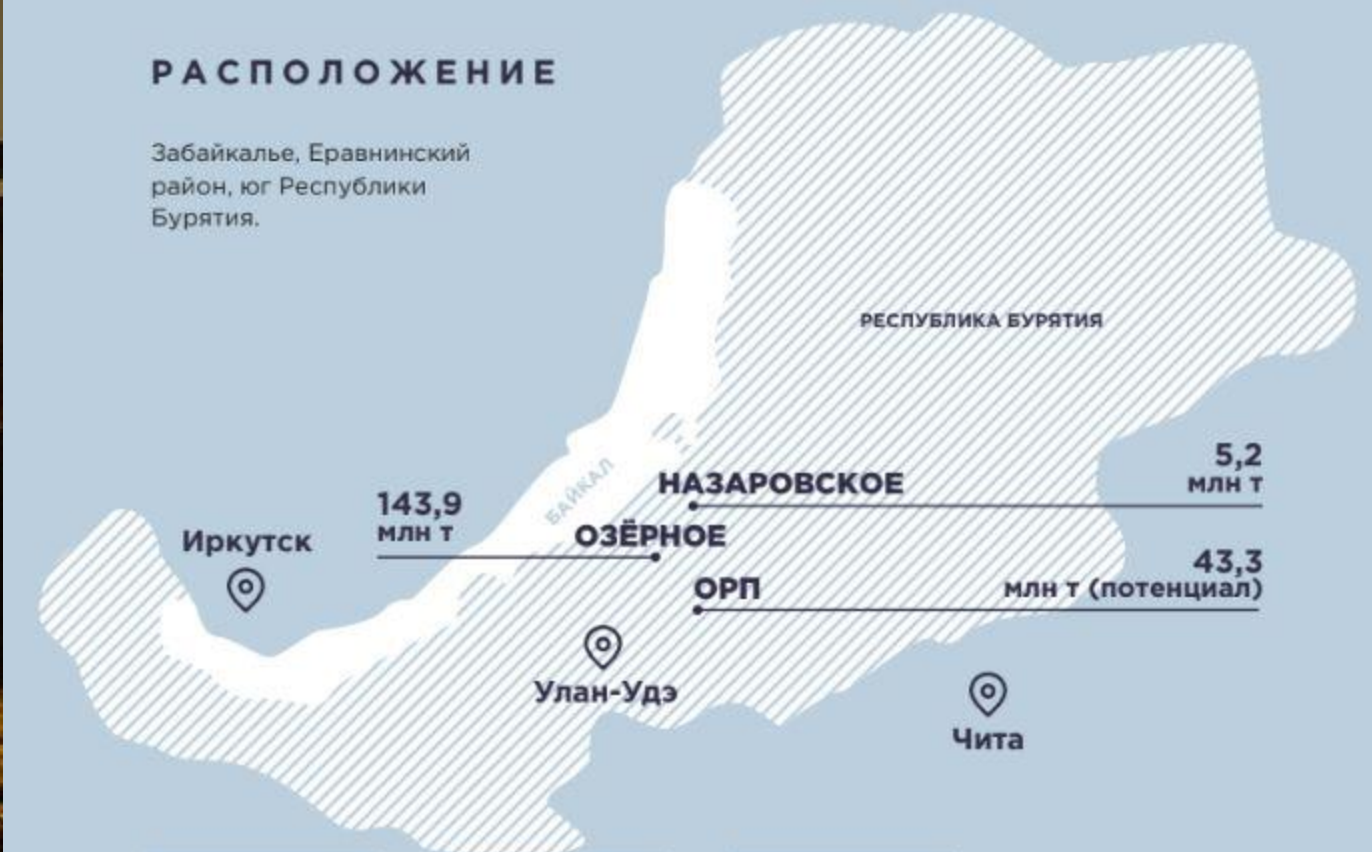 РАСПОЛОЖЕНИЕ
Забайкалье, Еравнинский
район, юг Республики
Бурятия.
РЕСПУБЛИКА БУРЯТИЯ
БАЙКАЛ
НАЗАРОВСКОЕ
5,2
млн т
143,9
млн т
ОЗЁРНОЕ
Иркутск
ОРП
43,3
млн т (потенциал)
Улан-Удэ
Чита